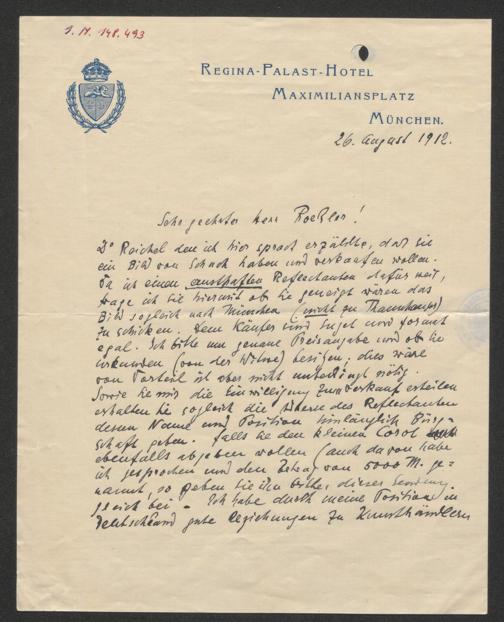 J. N. 148.493
REGINA-PALAST-HOTEL
MAXIMILIANSPLATZ
MÜNCHEN.
26. August 1912.
Sehr geehrter Herr Roeßler!
Dr Reichel den ich hier sprach erzählte, daß sie
ein Bild von Schuch haben und verkaufen wollen.
Da ich einen ernsthaften Reflectanten dafür weiß,
frage ich Sie hiermit ob Sie geneigt wären das
Bild sogleich nach München (nicht zu Thannhauser)
zu schicken. Dem Käufer sind Sujet und Format
egal. Ich bitte um genaue Preisangabe und ob Sie
Urkunden (von der Witwe) besitzen; dies wäre
von Vorteil ist aber nicht unbedingt nötig.
Sowie Sie mir die Einwilligung zum Verkauf erteilen
erhalten Sie sogleich die Adresse des Reflectanten
dessen Name und Position hinlänglich Bürg-
schaft geben. Falls Sie den kleinen Corot
ebenfalls abgeben wollen (auch davon habe
ich gesprochen und den Betrag von 5000 M. ge-
nannt, so geben Sie ihn bitte dieser Sendung
gleich bei. - Ich habe durch meine Position in
Deutschland gute Beziehungen zu Kunsthändlern